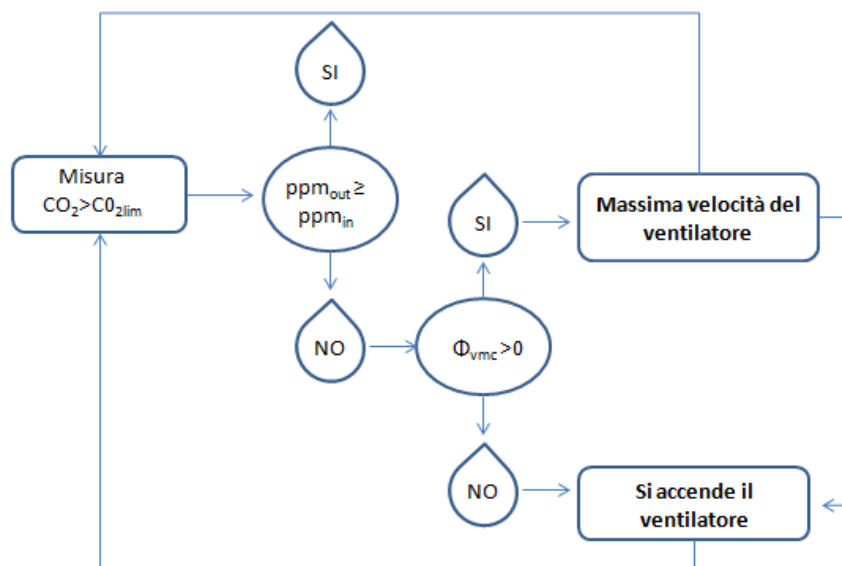 SI
Misura
CO₂>C0₂lim
ppmout≥
ppmin
SI
Massima velocità del
ventilatore
NO
Φvmc>0
NO
Si accende il
ventilatore